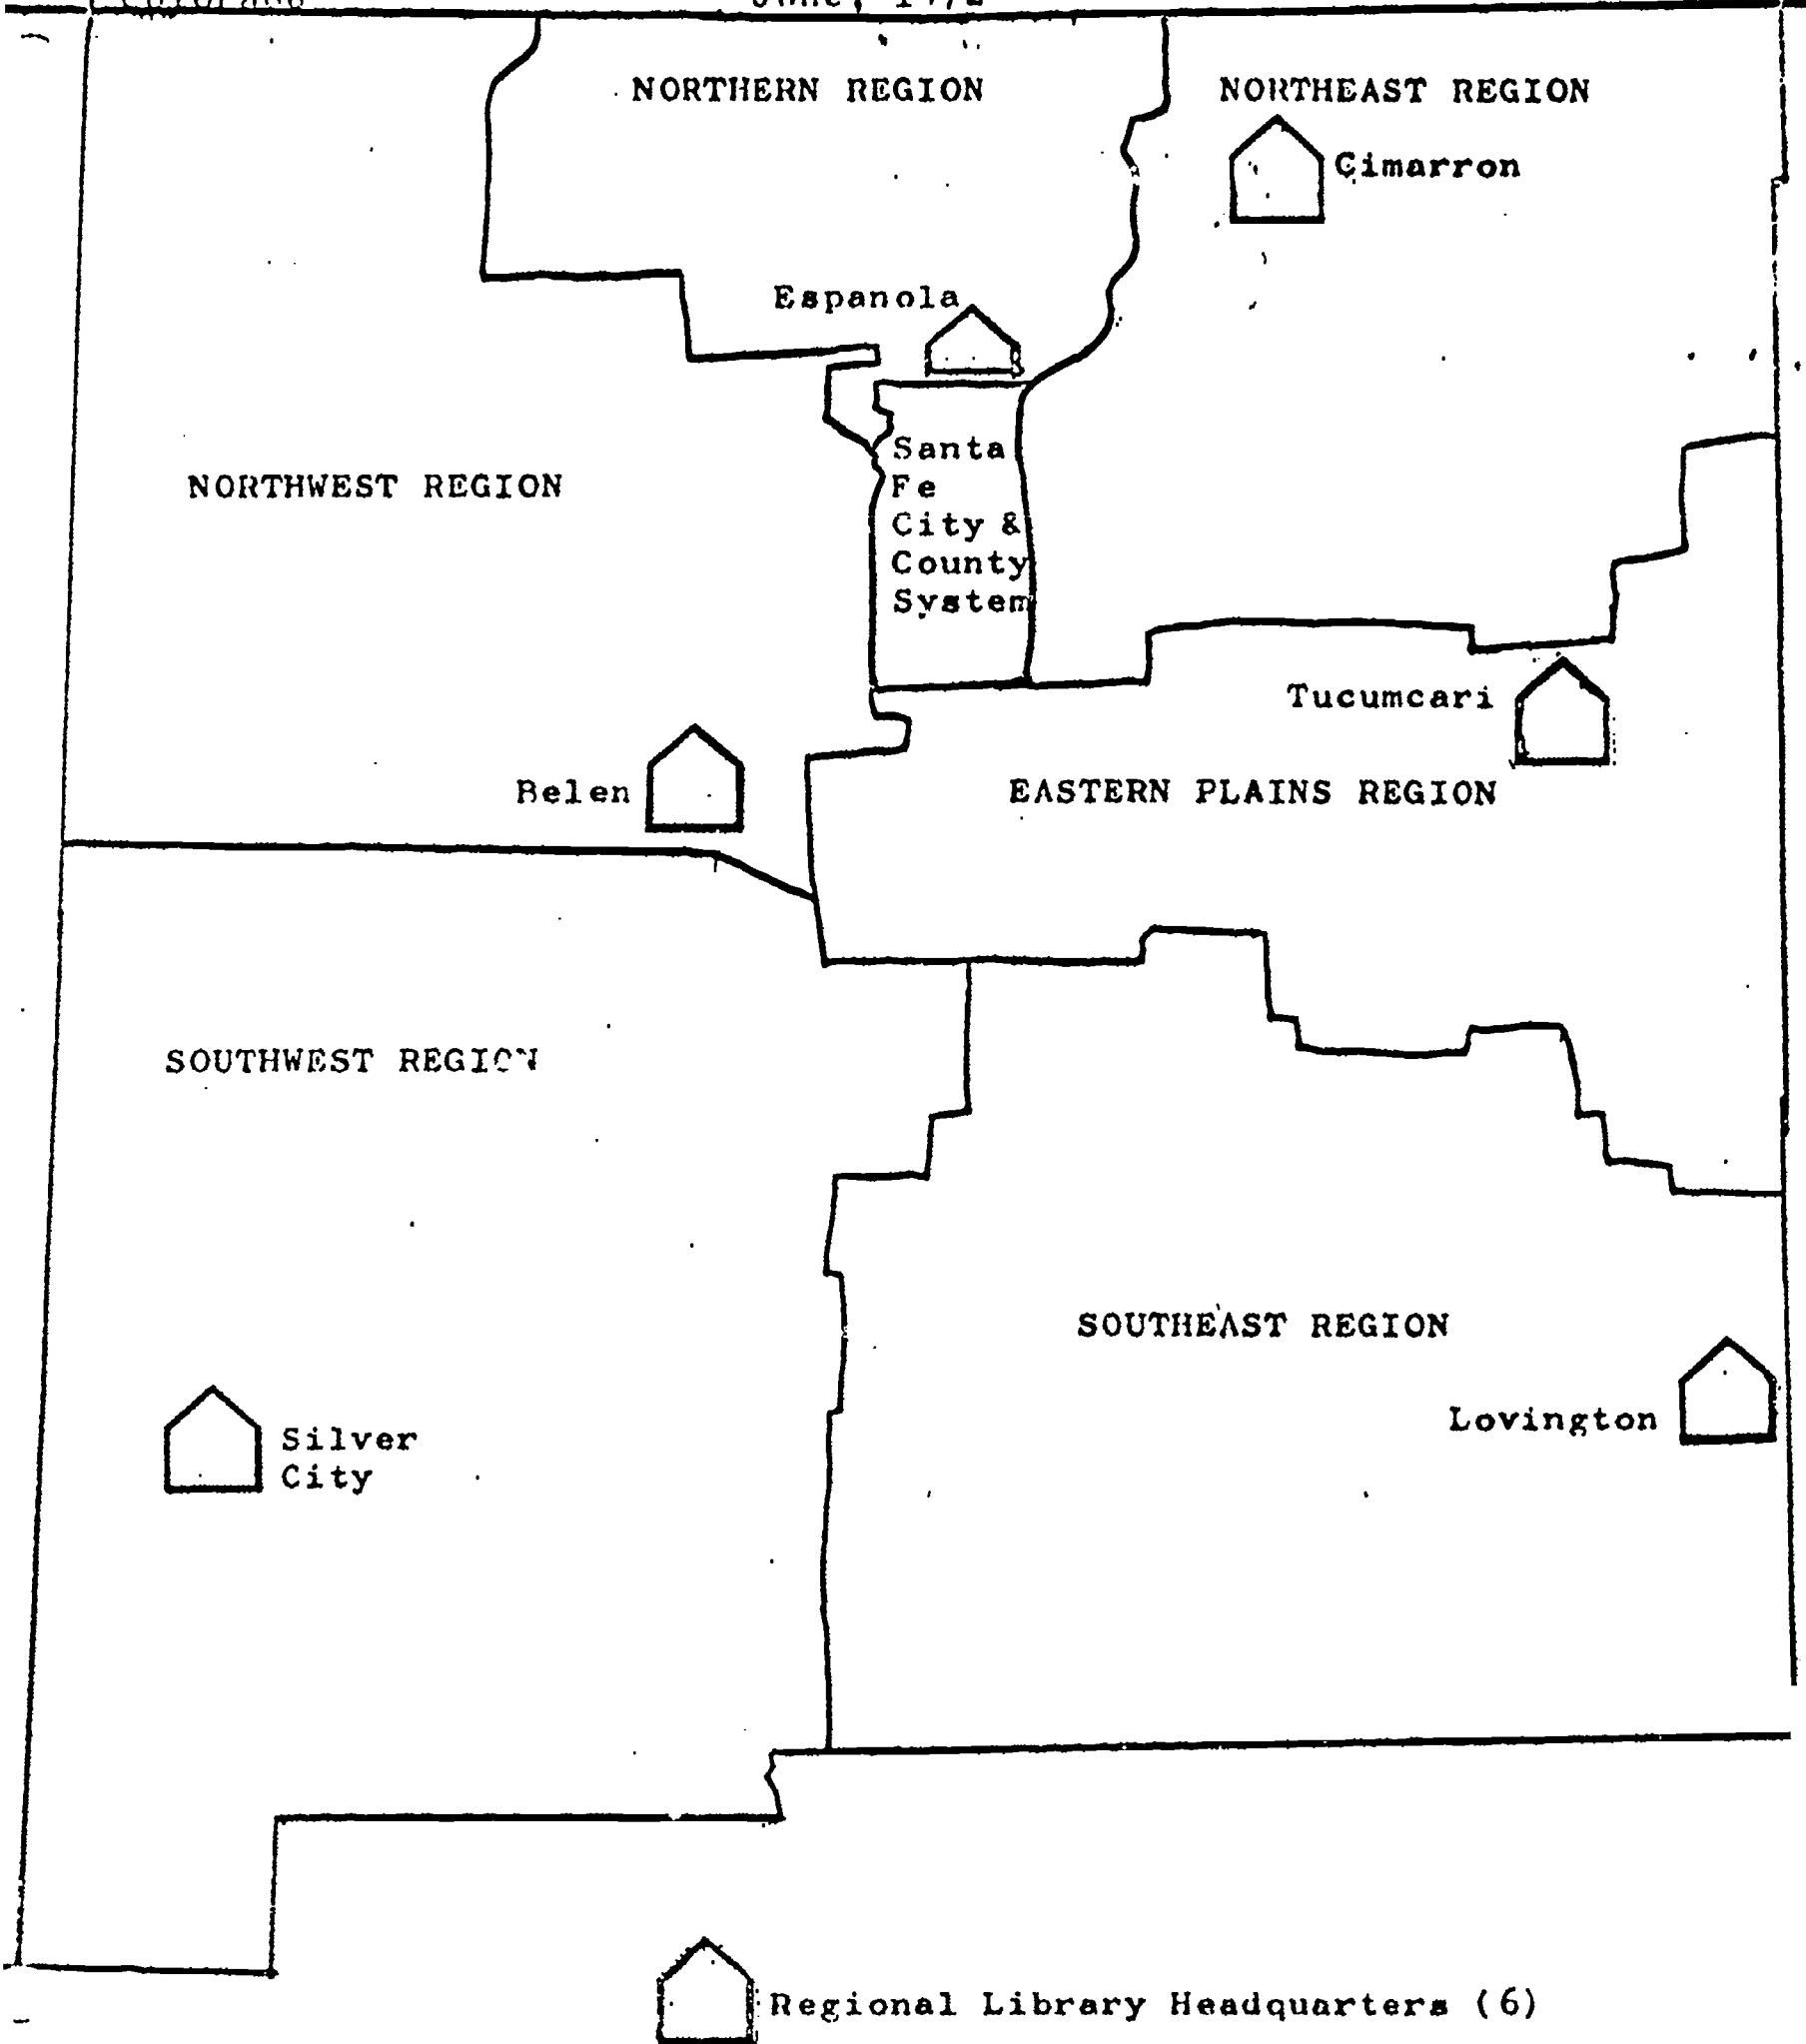 NORTHERN REGION
NORTHEAST REGION
Cimarron
Espanola
Santa
Fe
City &
County
System
NORTHWEST REGION
Tucumcari
Belen
EASTERN PLAINS REGION
SOUTHWEST REGION
SOUTHEAST REGION
Lovington
Silver
City
Regional Library Headquarters (6)